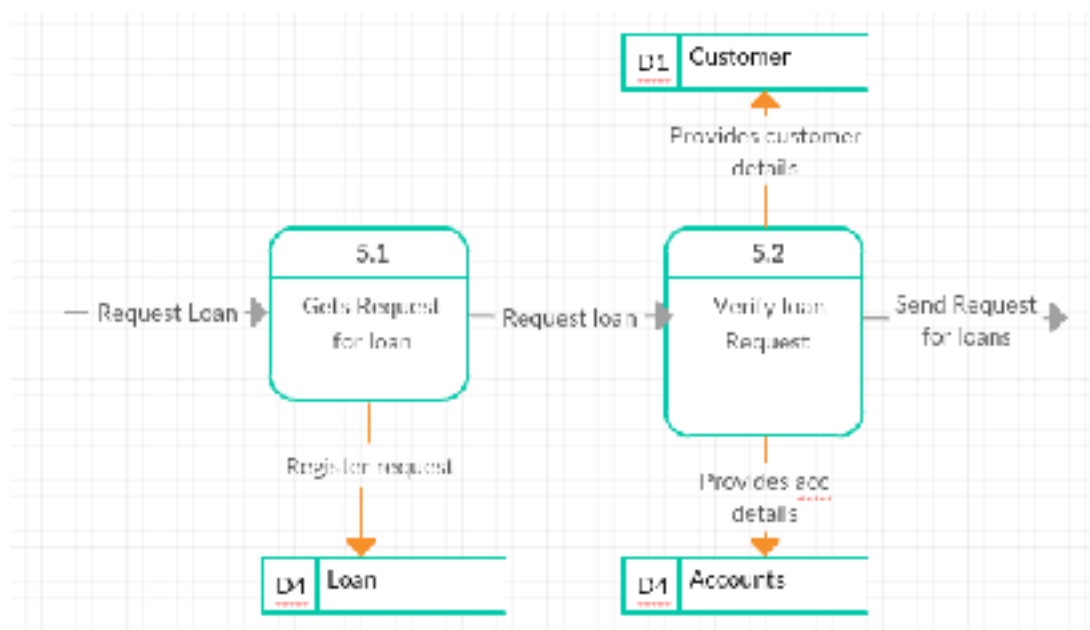 D1 Customer
Provides customer
details
5.1
5.2
Request Loan
Gets Request
for loan
Request loan
Verify loan
Request
Send Request
for loans
Register request
Provides acc
details
D4 Loan
D4 Accounts